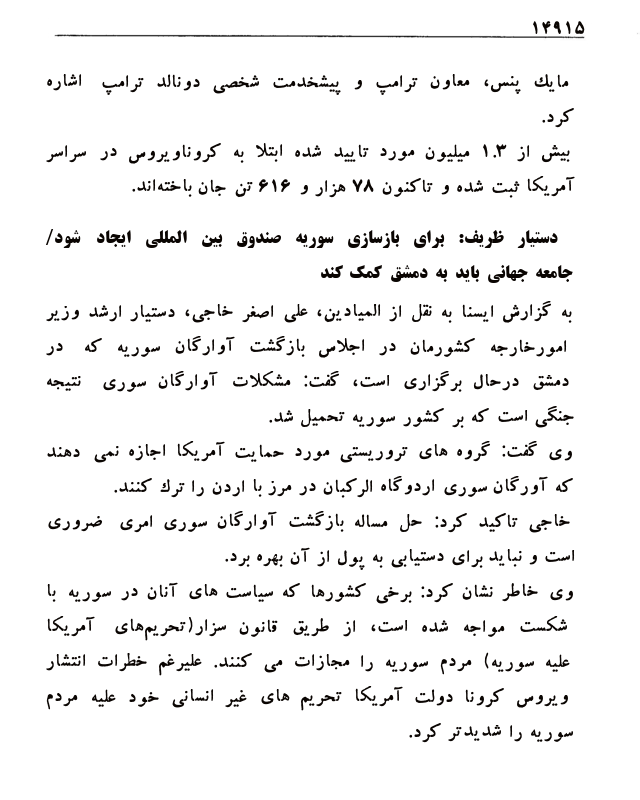 ۱۴۹۱۵
مایك پنس، معاون ترامپ و پیشخدمت شخصی دونالد ترامپ اشاره
کرد.
بیش از ۱.۳ میلیون مورد تایید شده ابتلا به کروناویروس در سراسر
آمریکا ثبت شده و تاکنون ۷۸ هزار و ۶۱۶ تن جان باخته‌اند.
دستیار ظریف: برای بازسازی سوریه صندوق بین المللی ایجاد شود/
جامعه جهانی باید به دمشق کمک کند
به گزارش ایسنا به نقل از المیادین، علی اصغر خاجی، دستیار ارشد وزیر
امورخارجه کشورمان در اجلاس بازگشت آوارگان سوریه که در
دمشق درحال برگزاری است، گفت: مشکلات آوارگان سوری نتیجه
جنگی است که بر کشور سوریه تحمیل شد.
وی گفت: گروه های تروریستی مورد حمایت آمریکا اجازه نمی دهند
که آورگان سوری اردوگاه الرکبان در مرز با اردن را ترك کنند.
خاجی تاکید کرد: حل مساله بازگشت آوارگان سوری امری ضروری
است و نباید برای دستیابی به پول از آن بهره برد.
وی خاطر نشان کرد: برخی کشورها که سیاست های آنان در سوریه با
شکست مواجه شده است، از طریق قانون سزار(تحریم‌های آمریکا
علیه سوریه) مردم سوریه را مجازات می کنند. علیرغم خطرات انتشار
ویروس کرونا دولت آمریکا تحریم های غیر انسانی خود علیه مردم
سوریه را شدیدتر کرد.